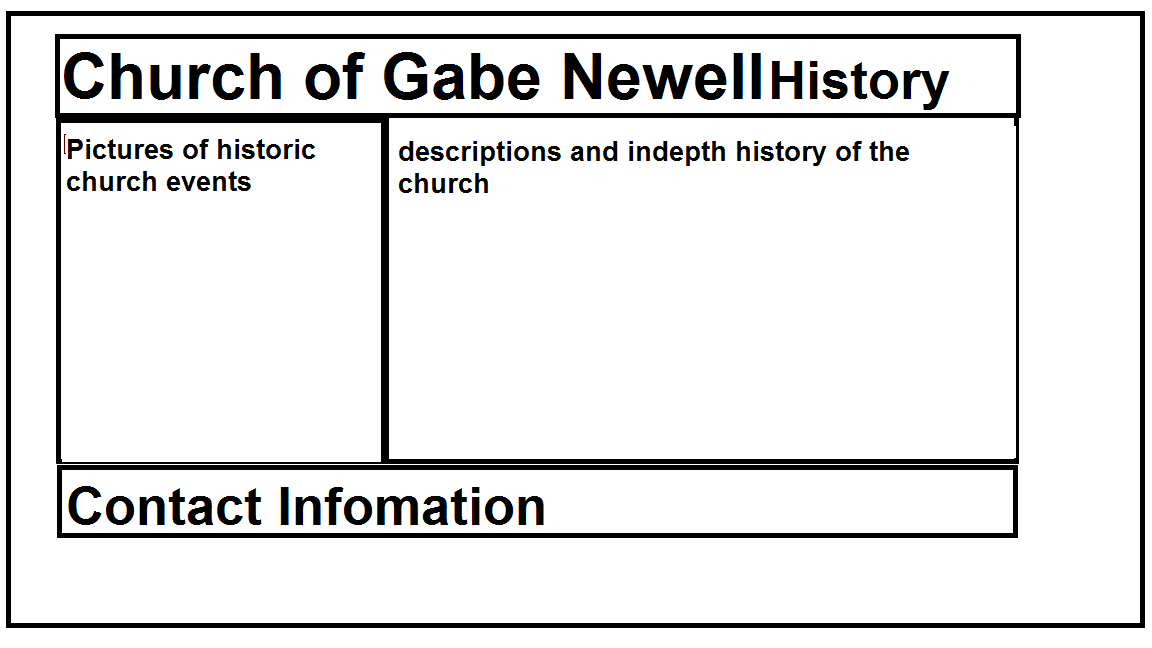 Church of Gabe Newell History
Pictures of historic
church events
descriptions and indepth history of the
church
Contact Infomation